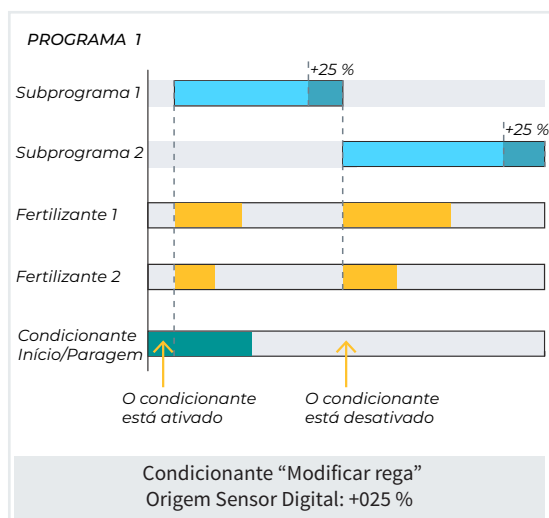 PROGRAMA 1
+25 %
Subprograma 1
+25 %
Subprograma 2
Fertilizante 1
Fertilizante 2
Condicionante
Início/Paragem
O condicionante
está ativado
O condicionante
está desativado
Condicionante “Modificar rega”
Origem Sensor Digital: +025 %